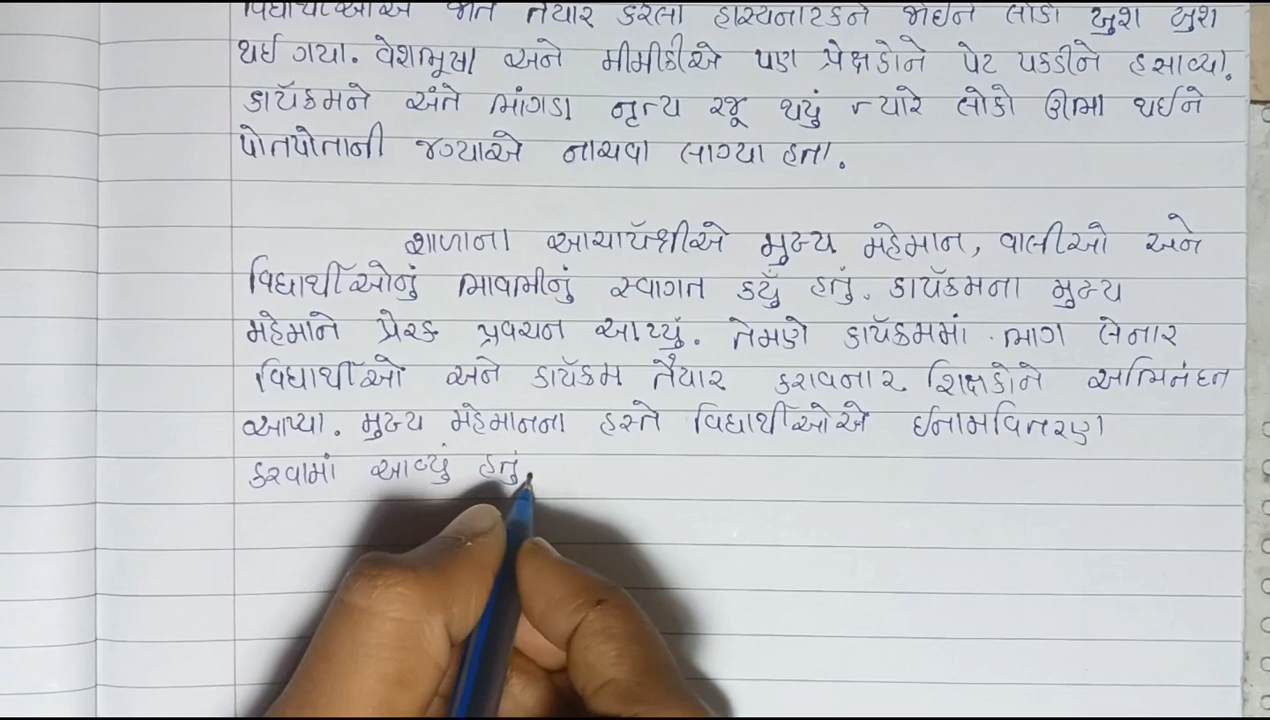 વિદ્યાર્થીઓએ જાતે તૈયાર કરેલા હાસ્યનાટકને જોઈને લોકો ખુશ ખુશ
થઈ ગયા. વેશભૂષા અને મીમીક્રીએ પણ પ્રેક્ષકોને પેટ પકડીને હસાવ્યા.
કાર્યક્રમને અંતે ભાંગડા નૃત્ય રજૂ થયું ત્યારે લોકો ઊભા થઈને
પોતપોતાની જગ્યાએ નાચવા લાગ્યા હતા.
શાળાના આચાર્યશ્રીએ મુખ્ય મહેમાન, વાલીઓ અને
વિદ્યાર્થીઓનું ભાવભીનું સ્વાગત કર્યું હતું. કાર્યક્રમના મુખ્ય
મહેમાને પ્રેરક પ્રવચન આપ્યું. તેમણે કાર્યક્રમમાં ભાગ લેનાર
વિદ્યાર્થીઓ અને કાર્યક્રમ તૈયાર કરાવનાર શિક્ષકોને અભિનંદન
આપ્યા. મુખ્ય મહેમાનના હસ્તે વિદ્યાર્થીઓએ ઈનામવિતરણ
કરવામાં આવ્યું હતું.